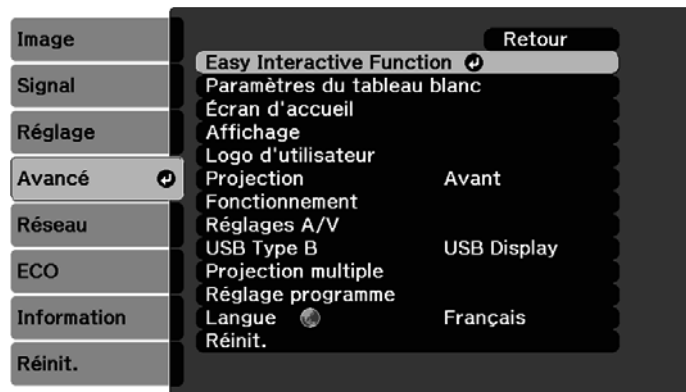 Image
Signal
Réglage
Avancé
Réseau
ECO
Information
Réinit.
Retour
Easy Interactive Function
Paramètres du tableau blanc
Écran d'accueil
Affichage
Logo d'utilisateur
Projection Avant
Fonctionnement
Réglages A/V
USB Type B USB Display
Projection multiple
Réglage programme
Langue Français
Réinit.